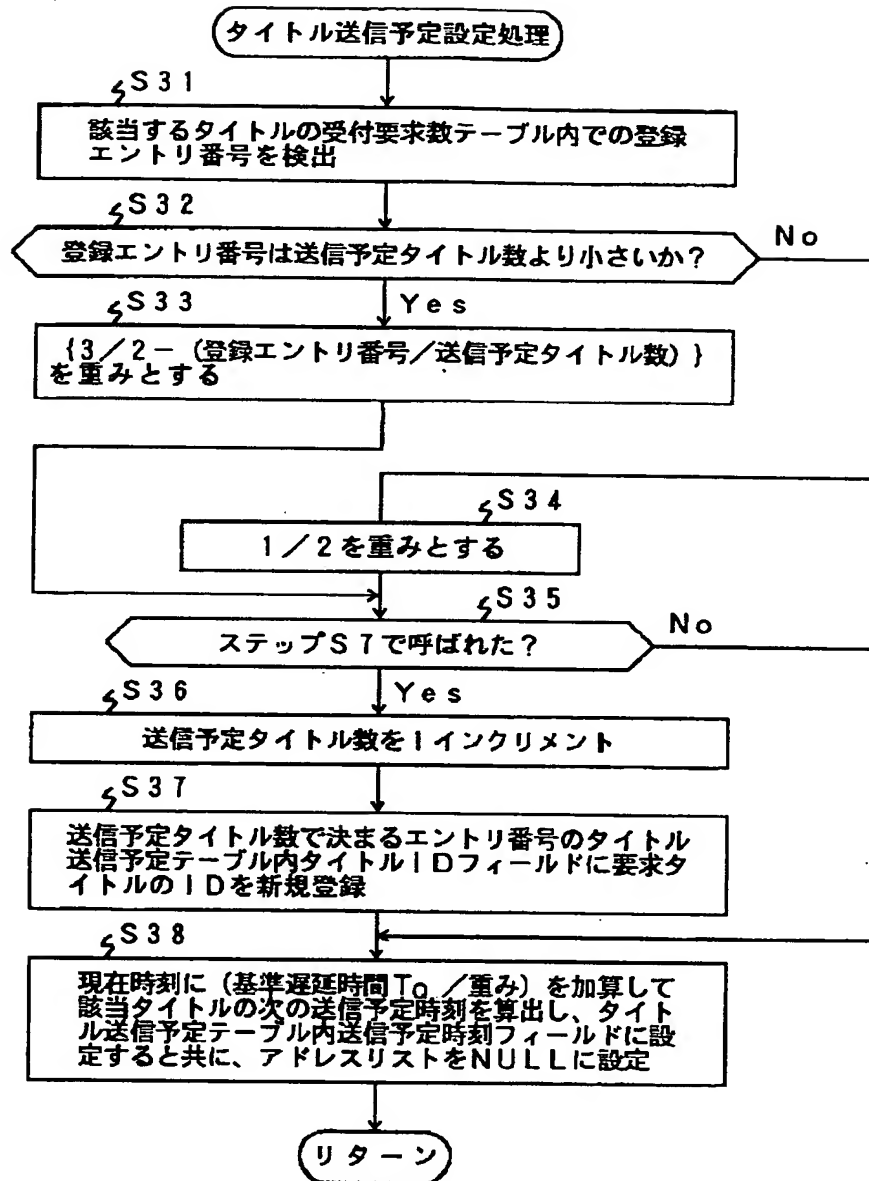 タイトル送信予定設定処理
S31
該当するタイトルの受付要求数テーブル内での登録
エントリ番号を検出
S32
登録エントリ番号は送信予定タイトル数より小さいか?
No
S33
Yes
{3/2-(登録エントリ番号/送信予定タイトル数)}
を重みとする
S34
1/2を重みとする
S35
ステップS7で呼ばれた?
No
S36
Yes
送信予定タイトル数を1インクリメント
S37
送信予定タイトル数で決まるエントリ番号のタイトル
送信予定テーブル内タイトルIDフィールドに要求タ
イトルのIDを新規登録
S38
現在時刻に(基準遅延時間T0/重み)を加算して
該当タイトルの次の送信予定時刻を算出し、タイト
ル送信予定テーブル内送信予定時刻フィールドに設
定すると共に、アドレスリストをNULLに設定
リターン